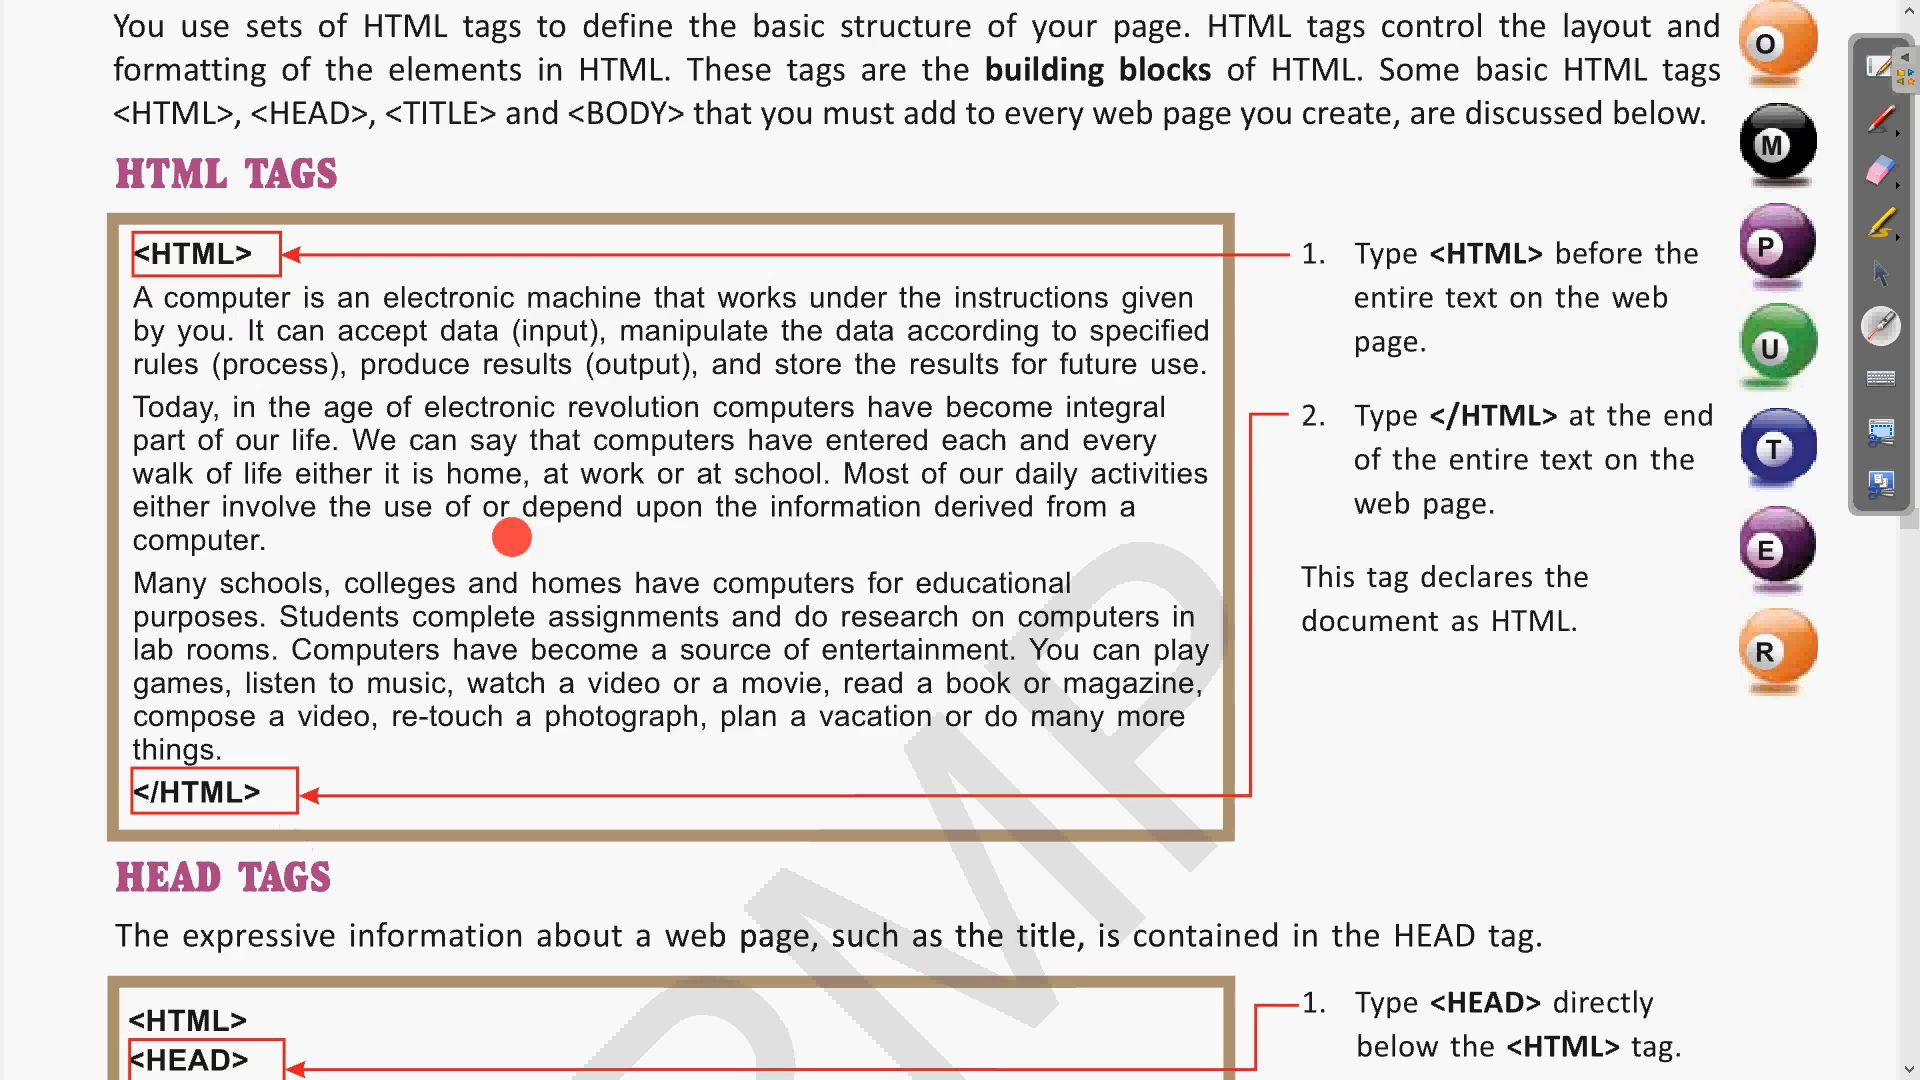 You use sets of HTML tags to define the basic structure of your page. HTML tags control the layout and
formatting of the elements in HTML. These tags are the building blocks of HTML. Some basic HTML tags
<HTML>, <HEAD>, <TITLE> and <BODY> that you must add to every web page you create, are discussed below.
HTML TAGS
<HTML>
A computer is an electronic machine that works under the instructions given
by you. It can accept data (input), manipulate the data according to specified
rules (process), produce results (output), and store the results for future use.
Today, in the age of electronic revolution computers have become integral
part of our life. We can say that computers have entered each and every
walk of life either it is home, at work or at school. Most of our daily activities
either involve the use of or depend upon the information derived from a
computer.
Many schools, colleges and homes have computers for educational
purposes. Students complete assignments and do research on computers in
lab rooms. Computers have become a source of entertainment. You can play
games, listen to music, watch a video or a movie, read a book or magazine,
compose a video, re-touch a photograph, plan a vacation or do many more
things.
</HTML>
1. Type <HTML> before the
entire text on the web
page.
2. Type </HTML> at the end
of the entire text on the
web page.
This tag declares the
document as HTML.
HEAD TAGS
The expressive information about a web page, such as the title, is contained in the HEAD tag.
<HTML>
<HEAD>
1. Type <HEAD> directly
below the <HTML> tag.
O
M
P
U
T
E
R